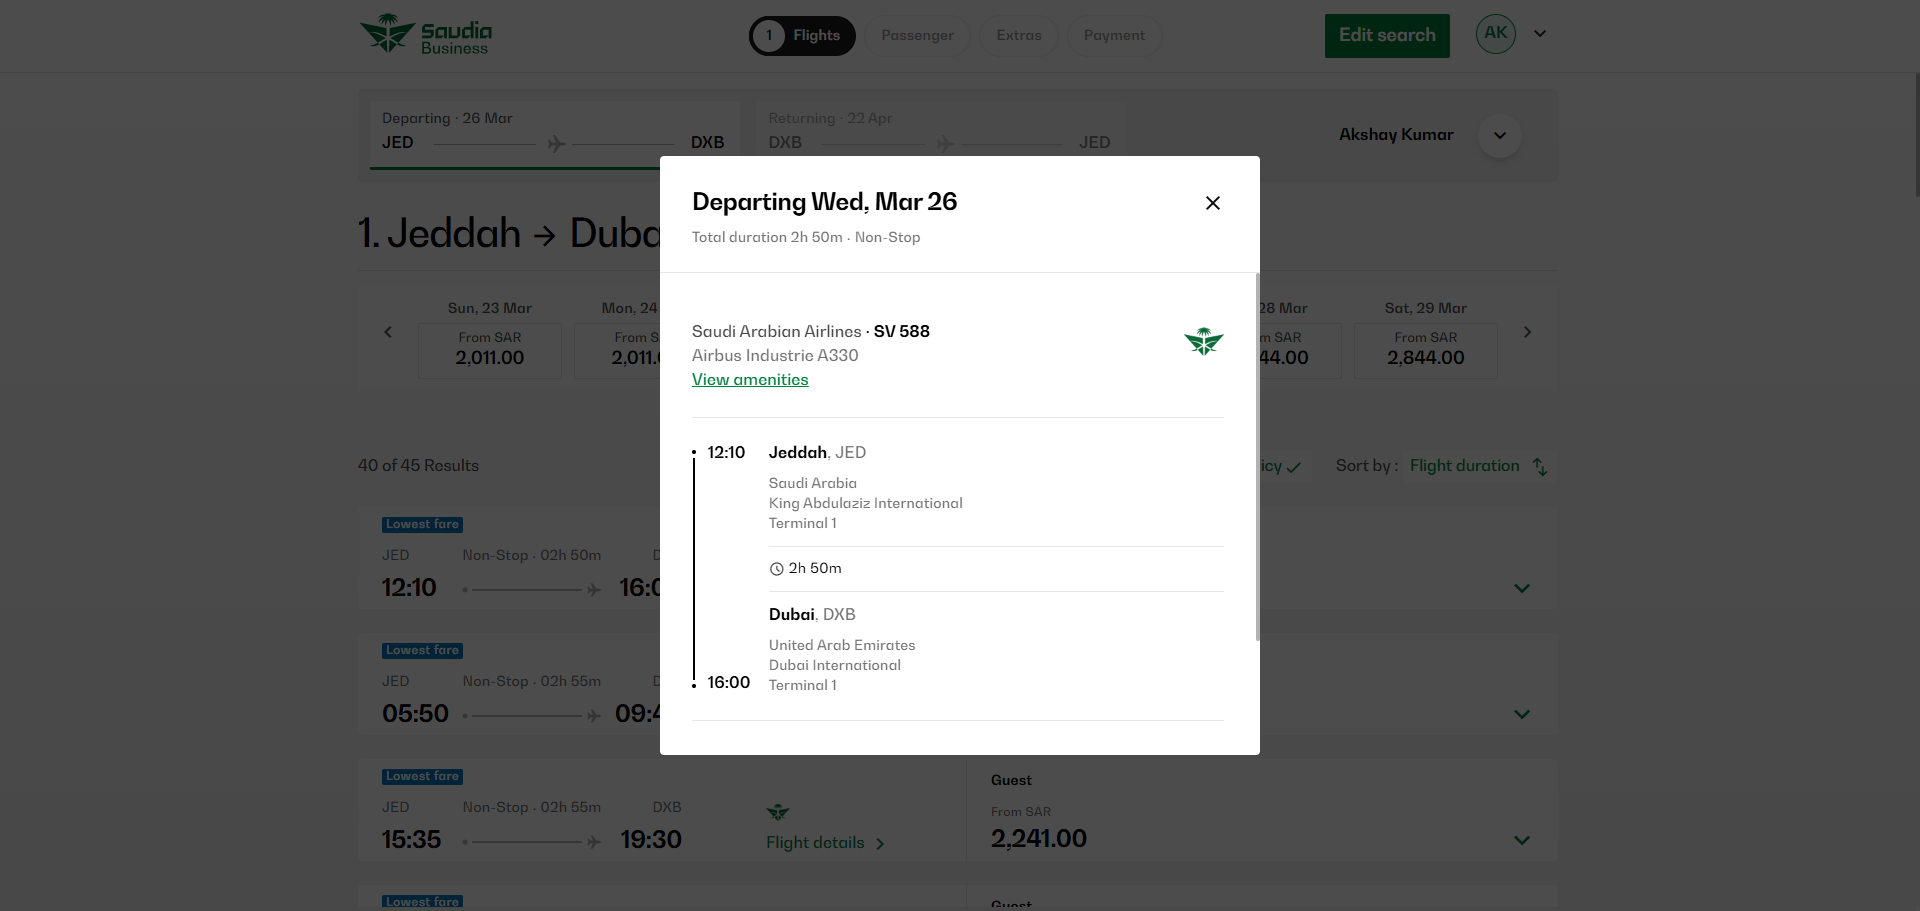 Saudia
Business
1 Flights
Passenger
Extras
Payment
Edit search
AK
Departing · 26 Mar
JED
DXB
Returning · 22 Apr
DXB
JED
Akshay Kumar
1. Jeddah → Duba
Sun, 23 Mar
From SAR
2,011.00
Mon, 24
From S
2,011.
28 Mar
m SAR
44.00
Sat, 29 Mar
From SAR
2,844.00
40 of 45 Results
icy
Sort by : Flight duration
Lowest fare
JED
Non-Stop · 02h 50m
12:10
16:0
Lowest fare
JED
Non-Stop · 02h 55m
05:50
09:4
Lowest fare
JED
Non-Stop · 02h 55m
DXB
15:35
19:30
Flight details
Guest
From SAR
2,241.00
Lowest fare
Guest
Departing Wed, Mar 26
Total duration 2h 50m · Non-Stop
Saudi Arabian Airlines · SV 588
Airbus Industrie A330
View amenities
12:10
Jeddah, JED
Saudi Arabia
King Abdulaziz International
Terminal 1
2h 50m
Dubai, DXB
United Arab Emirates
Dubai International
16:00
Terminal 1